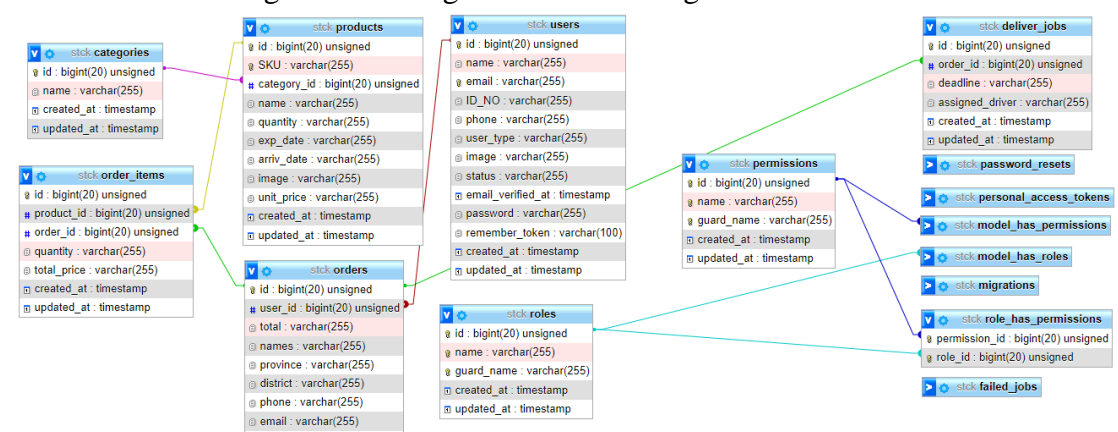 stck categories
id : bigint(20) unsigned
name : varchar(255)
created_at : timestamp
updated_at : timestamp
stck order_items
id : bigint(20) unsigned
product_id : bigint(20) unsigned
order_id : bigint(20) unsigned
quantity : varchar(255)
total_price : varchar(255)
created_at : timestamp
updated_at : timestamp
stck products
id : bigint(20) unsigned
SKU : varchar(255)
category_id : bigint(20) unsigned
name : varchar(255)
quantity : varchar(255)
exp_date : varchar(255)
arriv_date : varchar(255)
image : varchar(255)
unit_price : varchar(255)
created_at : timestamp
updated_at : timestamp
stck orders
id : bigint(20) unsigned
user_id : bigint(20) unsigned
total : varchar(255)
names : varchar(255)
province : varchar(255)
district : varchar(255)
phone : varchar(255)
email : varchar(255)
stck users
id : bigint(20) unsigned
name : varchar(255)
email : varchar(255)
ID_NO : varchar(255)
phone : varchar(255)
user_type : varchar(255)
image : varchar(255)
status : varchar(255)
email_verified_at : timestamp
password : varchar(255)
remember_token : varchar(100)
created_at : timestamp
updated_at : timestamp
stck roles
id : bigint(20) unsigned
name : varchar(255)
guard_name : varchar(255)
created_at : timestamp
updated_at : timestamp
stck permissions
id : bigint(20) unsigned
name : varchar(255)
guard_name : varchar(255)
created_at : timestamp
updated_at : timestamp
stck deliver_jobs
id : bigint(20) unsigned
order_id : bigint(20) unsigned
deadline : varchar(255)
assigned_driver : varchar(255)
created_at : timestamp
updated_at : timestamp
stck password_resets
stck personal_access_tokens
stck model_has_permissions
stck model_has_roles
stck migrations
stck role_has_permissions
permission_id : bigint(20) unsigned
role_id : bigint(20) unsigned
stck failed_jobs